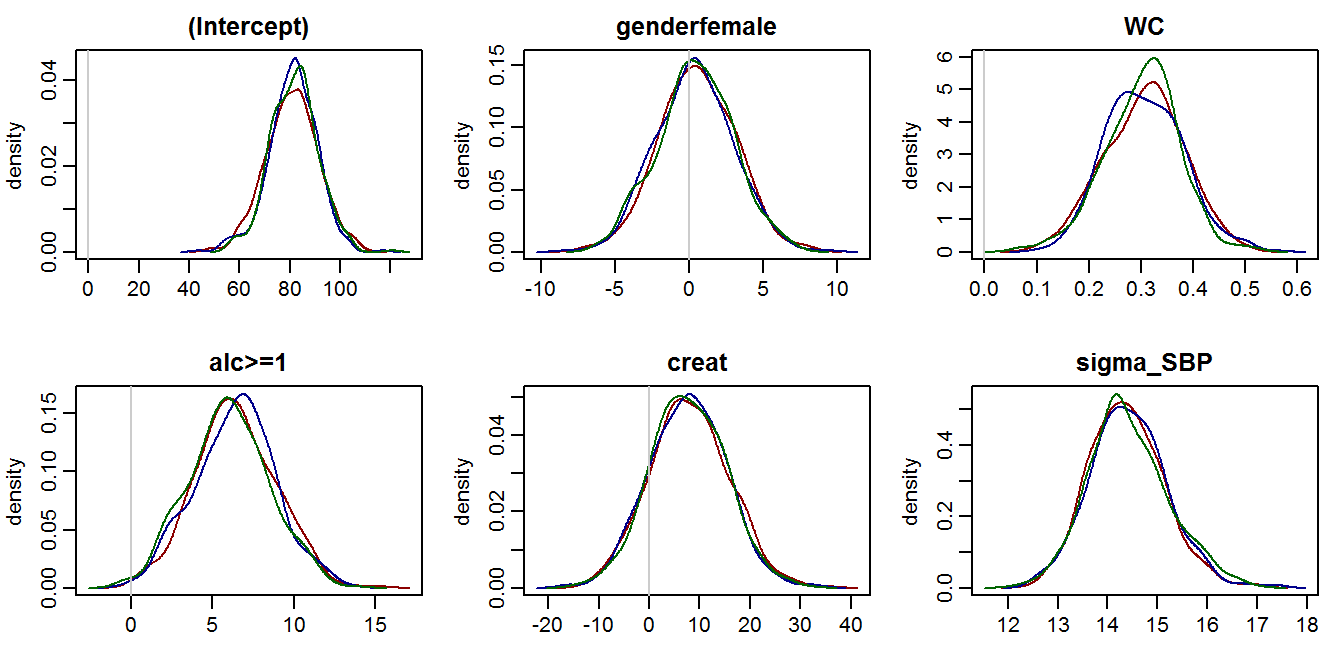 (Intercept)
density
0.00 0.02 0.04
0 20 40 60 80 100
genderfemale
density
0.00 0.05 0.10 0.15
-10 -5 0 5 10
WC
density
0 1 2 3 4 5 6
0.0 0.1 0.2 0.3 0.4 0.5 0.6
alc>=1
density
0.00 0.05 0.10 0.15
0 5 10 15
creat
density
0.00 0.02 0.04
-20 -10 0 10 20 30 40
sigma_SBP
density
0.0 0.2 0.4
12 13 14 15 16 17 18